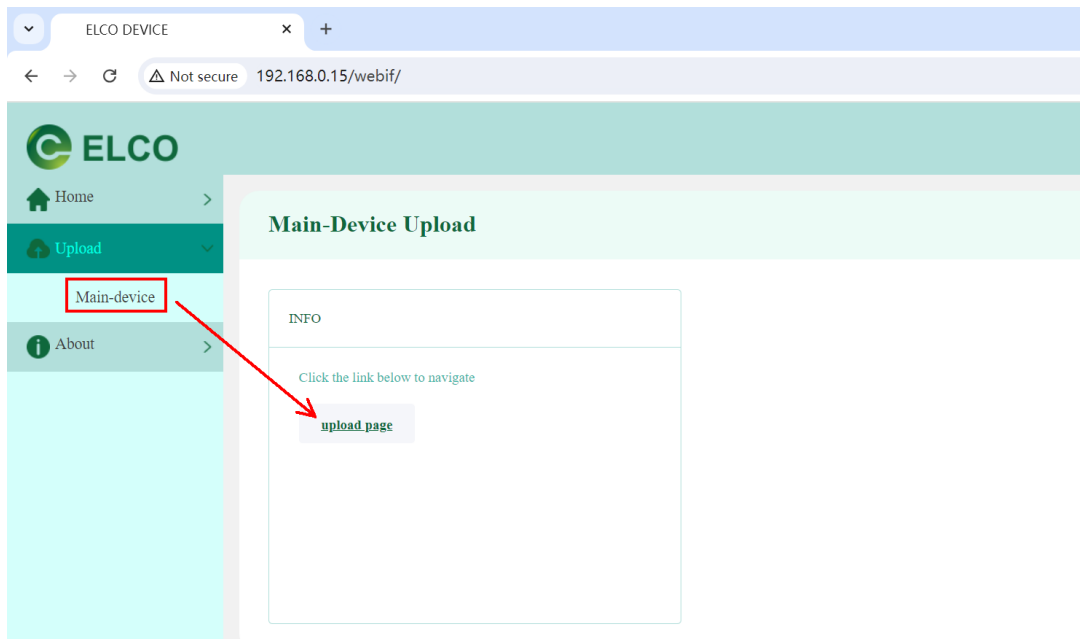 ELCO DEVICE
Not secure 192.168.0.15/webif/
ELCO
Home
Upload
Main-device
About
Main-Device Upload
INFO
Click the link below to navigate
upload page